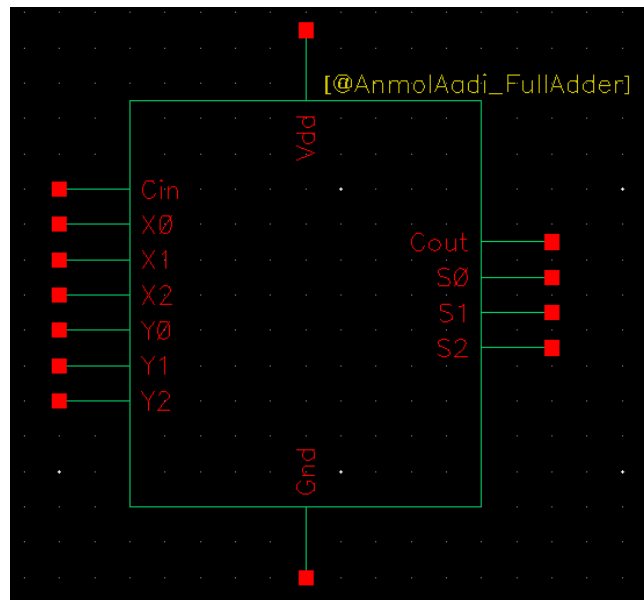 [@AnmolAadi_FullAdder]
Vdd
Cin
X0
X1
X2
Y0
Y1
Y2
Cout
S0
S1
S2
Gnd